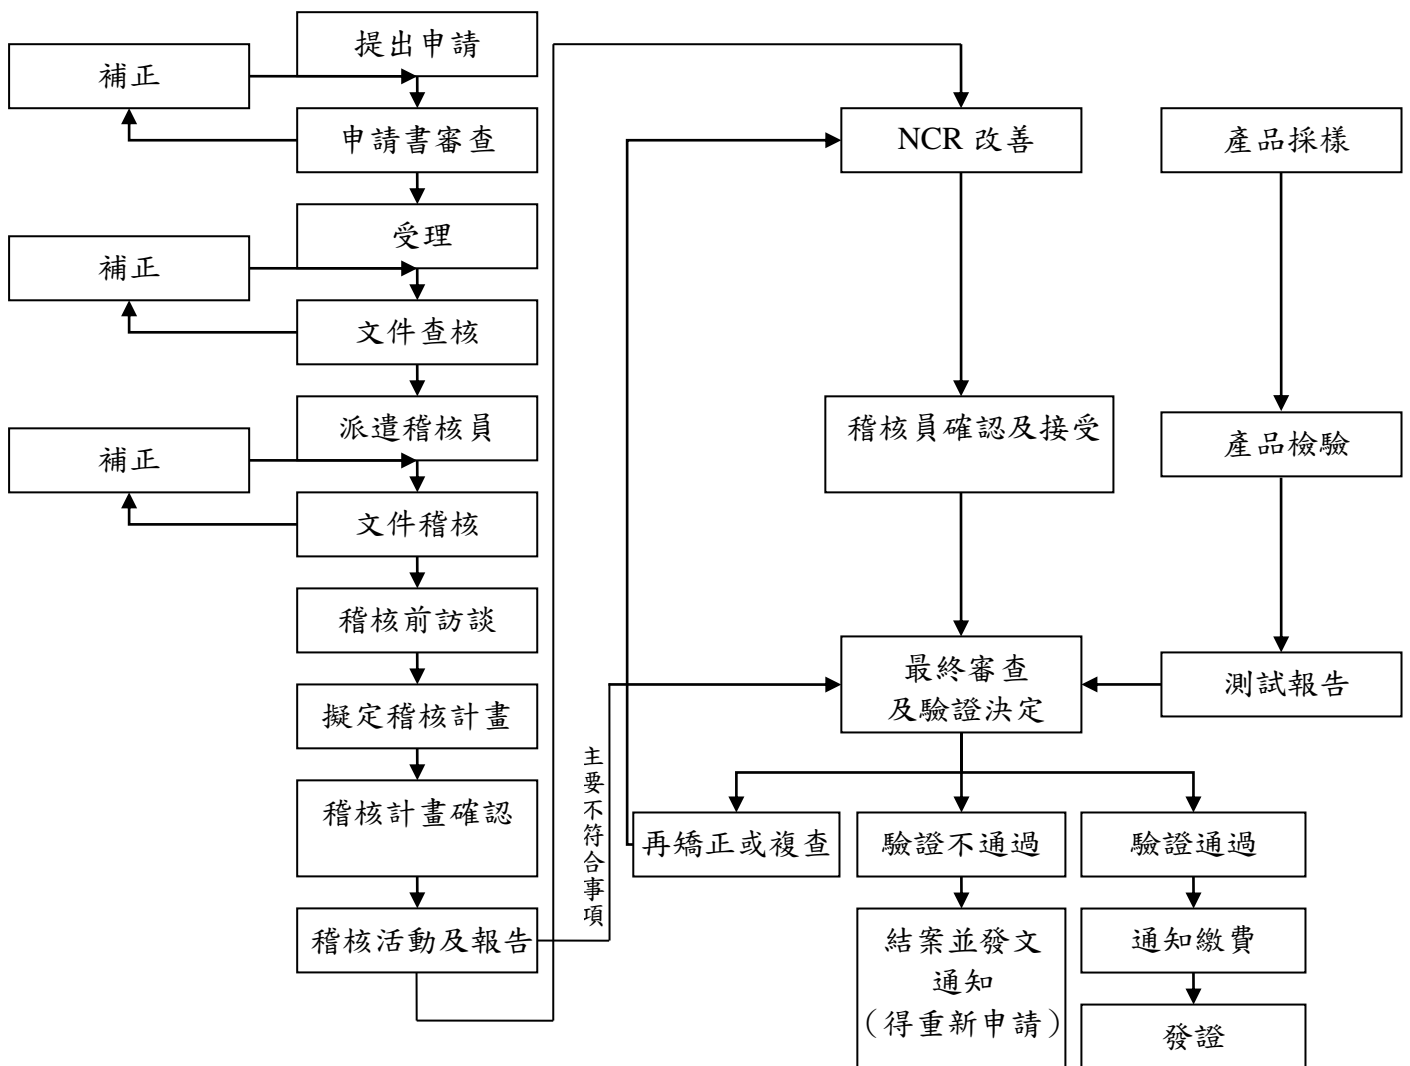 提出申請
補正
申請書審查
受理
補正
文件查核
派遣稽核員
補正
文件稽核
稽核前訪談
擬定稽核計畫
稽核計畫確認
稽核活動及報告
主要不符合事項
NCR 改善
稽核員確認及接受
最終審查
及驗證決定
產品採樣
產品檢驗
測試報告
再矯正或複查
驗證不通過
結案並發文
通知
（得重新申請）
驗證通過
通知繳費
發證